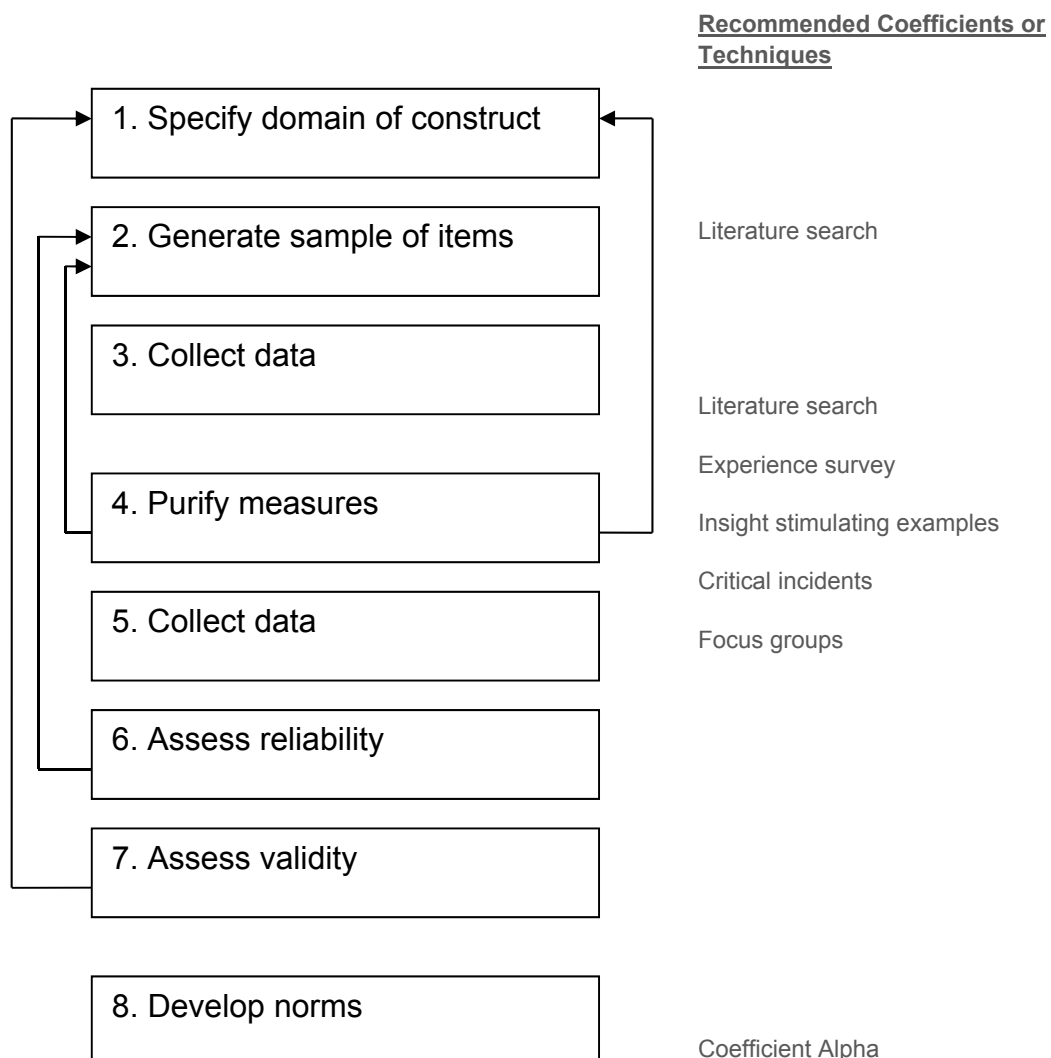 Recommended Coefficients or
Techniques
1. Specify domain of construct
2. Generate sample of items
Literature search
3. Collect data
Literature search
Experience survey
4. Purify measures
Insight stimulating examples
Critical incidents
5. Collect data
Focus groups
6. Assess reliability
7. Assess validity
8. Develop norms
Coefficient Alpha